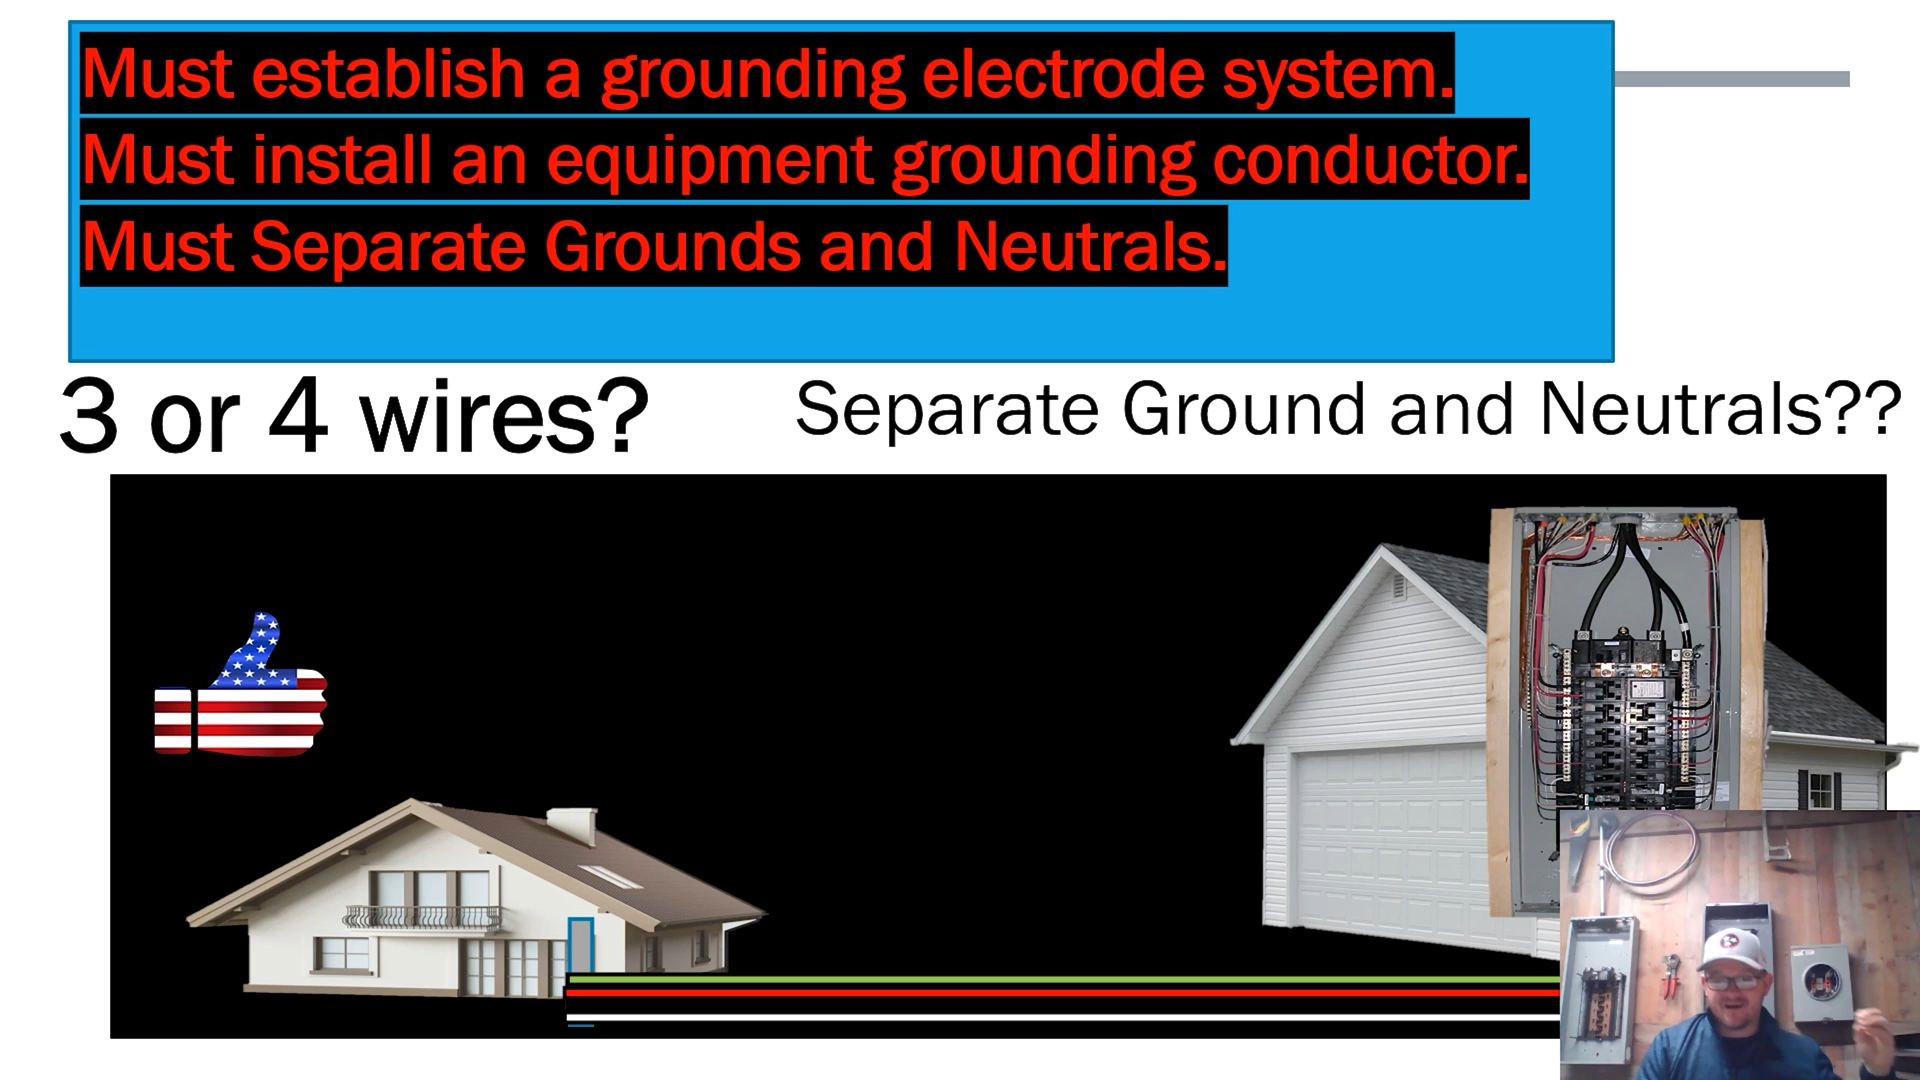 Must establish a grounding electrode system.
Must install an equipment grounding conductor.
Must Separate Grounds and Neutrals.
3 or 4 wires?
Separate Ground and Neutrals??